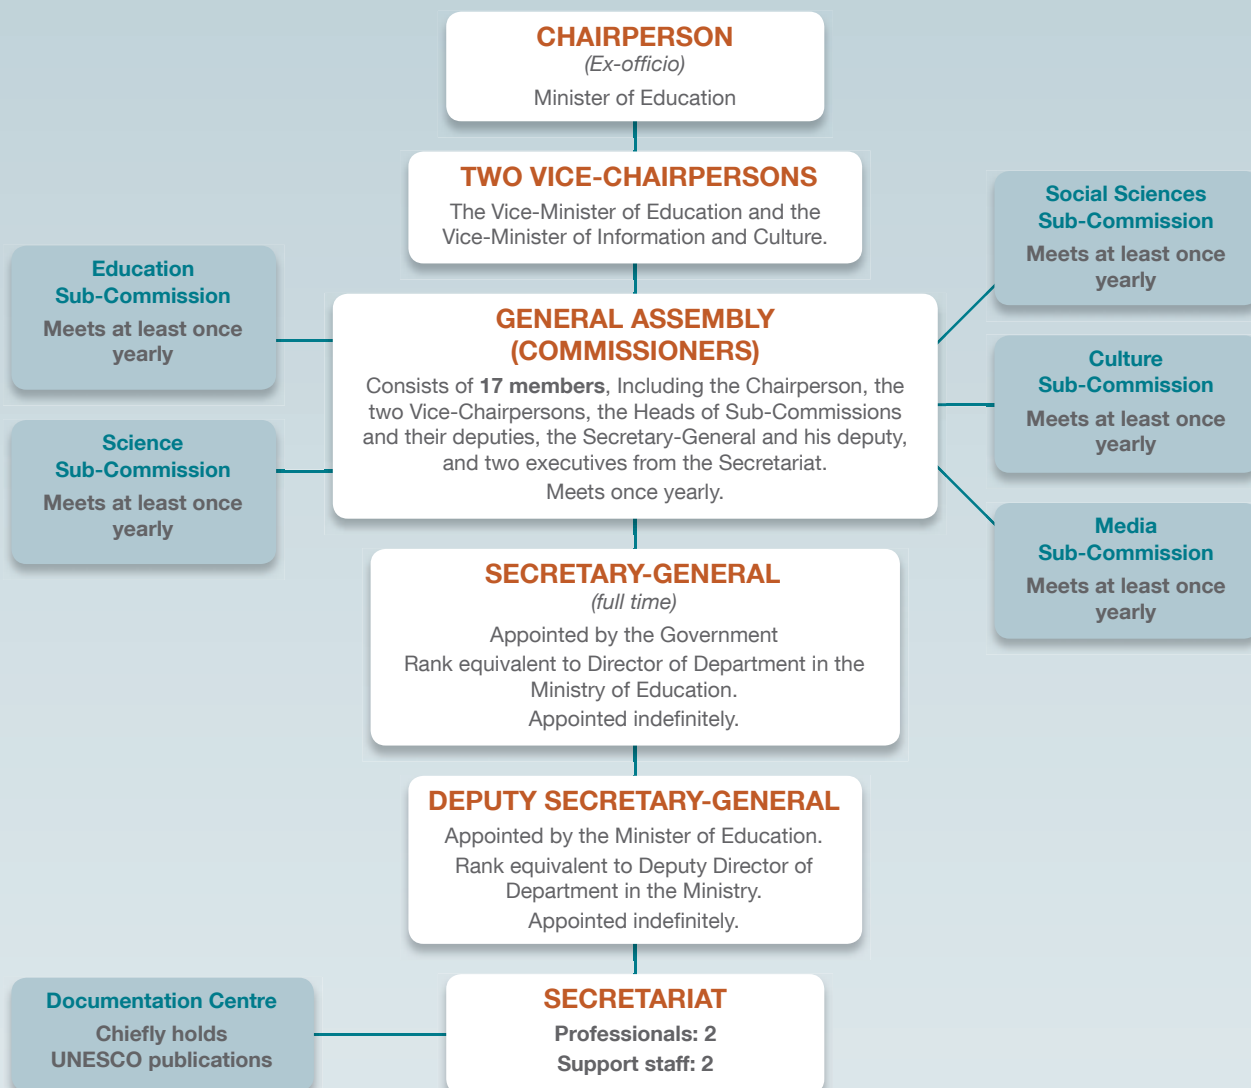 CHAIRPERSON
(Ex-officio)
Minister of Education
TWO VICE-CHAIRPERSONS
The Vice-Minister of Education and the
Vice-Minister of Information and Culture.
Education
Sub-Commission
Meets at least once
yearly
Science
Sub-Commission
Meets at least once
yearly
GENERAL ASSEMBLY
(COMMISSIONERS)
Consists of 17 members, Including the Chairperson, the
two Vice-Chairpersons, the Heads of Sub-Commissions
and their deputies, the Secretary-General and his deputy,
and two executives from the Secretariat.
Meets once yearly.
Social Sciences
Sub-Commission
Meets at least once
yearly
Culture
Sub-Commission
Meets at least once
yearly
Media
Sub-Commission
Meets at least once
yearly
SECRETARY-GENERAL
(full time)
Appointed by the Government
Rank equivalent to Director of Department in the
Ministry of Education.
Appointed indefinitely.
DEPUTY SECRETARY-GENERAL
Appointed by the Minister of Education.
Rank equivalent to Deputy Director of
Department in the Ministry.
Appointed indefinitely.
Documentation Centre
Chiefly holds
UNESCO publications
SECRETARIAT
Professionals: 2
Support staff: 2